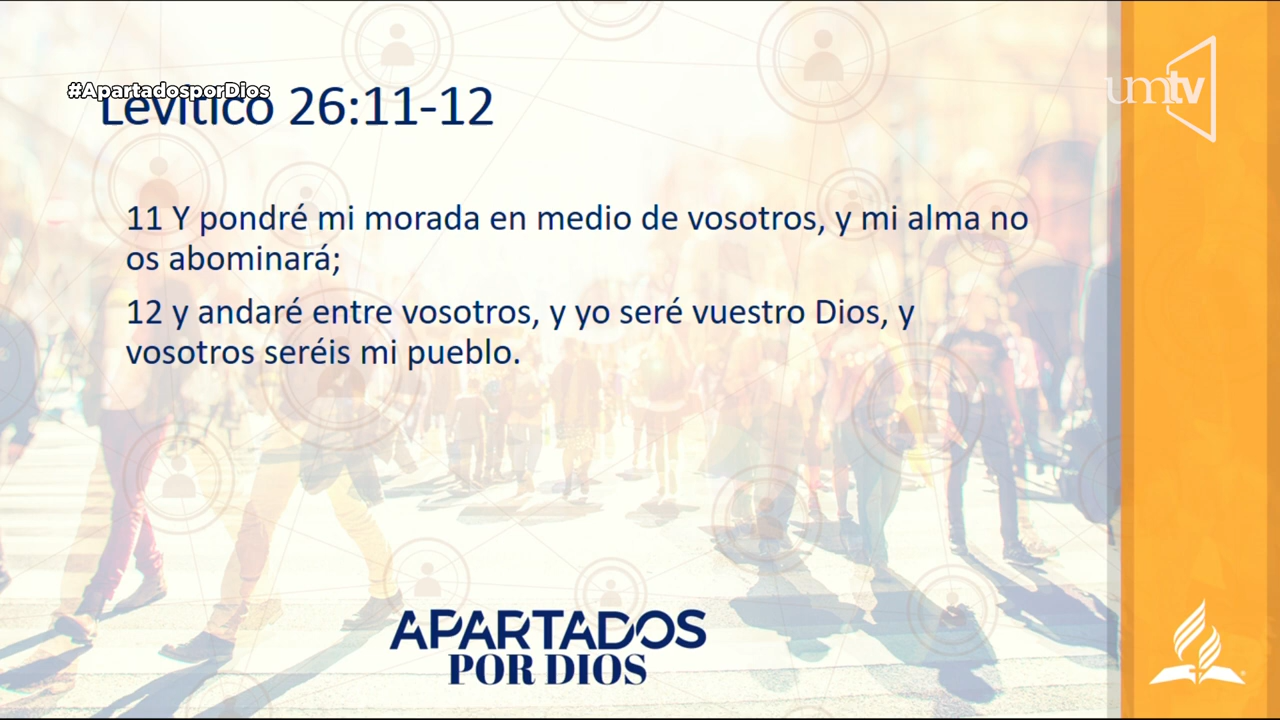 #ApartadosporDios
Levítico 26:11-12
umtv
11 Y pondré mi morada en medio de vosotros, y mi alma no
os abominará;
12 y andaré entre vosotros, y yo seré vuestro Dios, y
vosotros seréis mi pueblo.
APARTADOS
POR DIOS